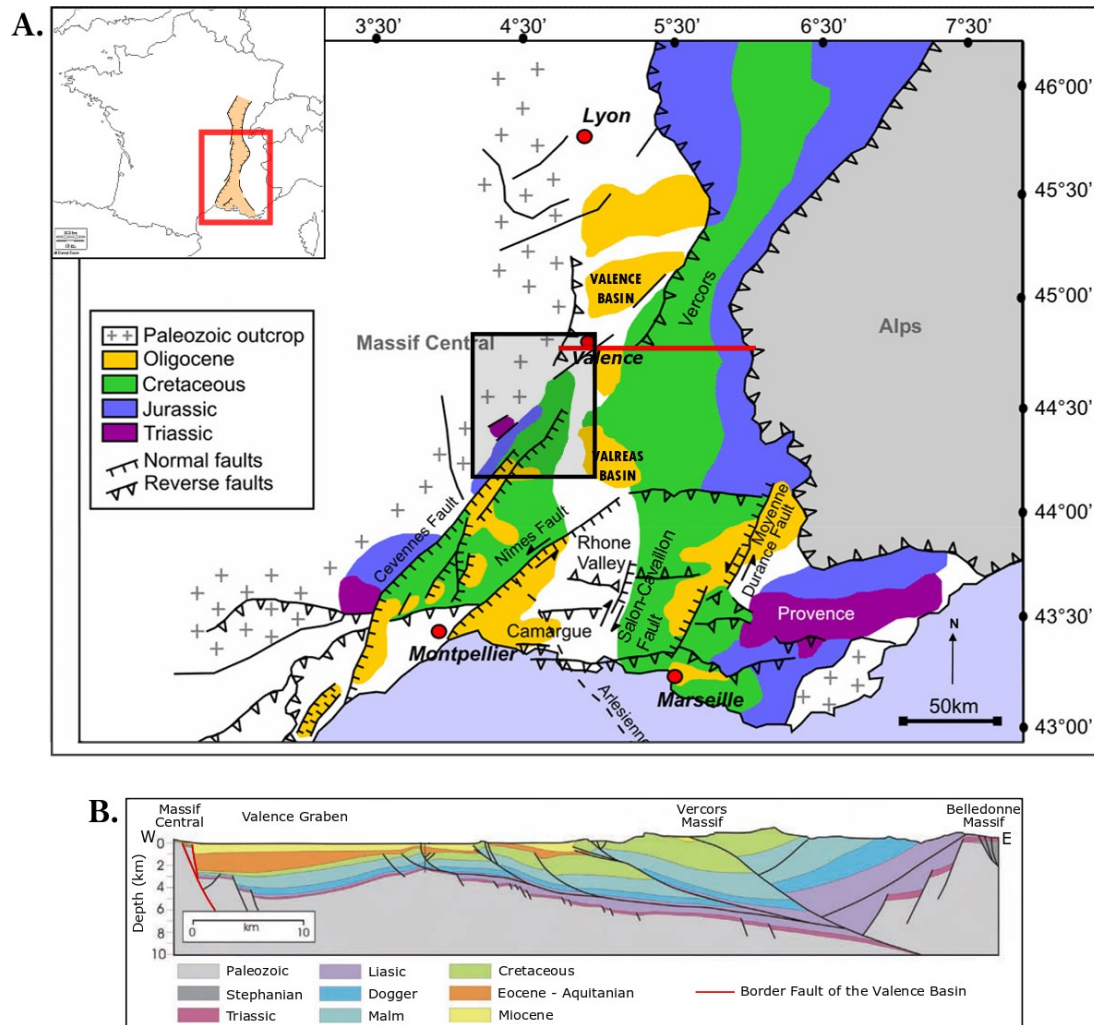 A.
3°30' 4°30' 5°30' 6°30' 7°30'
46°00'
Lyon
45°30'
VALENCE
BASIN
Vercors
45°00'
Alps
Massif Central
Valence
Paleozoic outcrop
Oligocene
Cretaceous
Jurassic
Triassic
Normal faults
Reverse faults
44°30'
VALREAS
BASIN
44°00'
Cevennes Fault
Nîmes Fault
Rhone
Valley
Moyenne
Durance Fault
Salon-Cavaillon
Fault
Provence
43°30'
Camargue
Montpellier
N
Marseille
Arlesienne
50km
43°00'
B.
Massif
Central
Valence Graben
Vercors
Massif
Belledonne
Massif
W E
Depth (km)
0
2
4
6
8
10
0 km 10
Paleozoic
Stephanian
Triassic
Liasic
Dogger
Malm
Cretaceous
Eocene - Aquitanian
Miocene
Border Fault of the Valence Basin